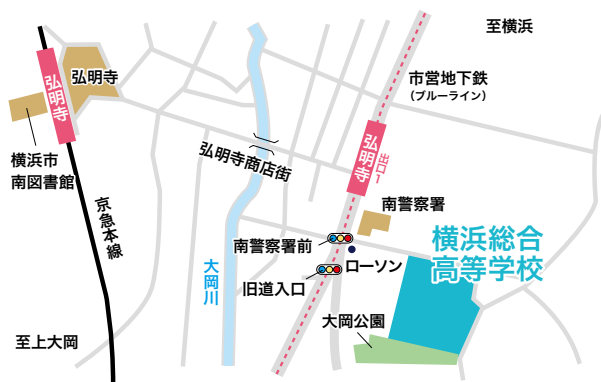 至横浜
弘明寺
弘明寺
市営地下鉄
（ブルーライン）
弘明寺
出口1
横浜市
南図書館
弘明寺商店街
京急本線
南警察署
南警察署前
横浜総合
高等学校
大岡川
ローソン
旧道入口
大岡公園
至上大岡